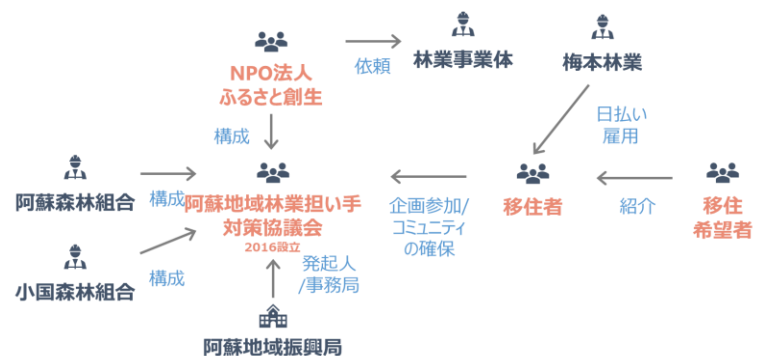 NPO法人
ふるさと創生
依頼
林業事業体
梅本林業
構成
日払い
雇用
阿蘇森林組合
構成
阿蘇地域林業担い手
対策協議会
2016設立
企画参加/
コミュニティ
の確保
移住者
紹介
移住
希望者
小国森林組合
構成
発起人
/事務局
阿蘇地域振興局